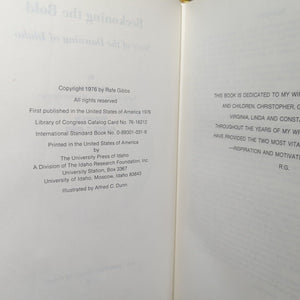 Copyright 1976 by Rafe Gibbs
All rights reserved
First published in the United States of America 1976
Library of Congress Catalog Card No. 76-16212
International Standard Book No. 0-89301-031-6
Printed in the United States of America
by
The University Press of Idaho
A Division of The Idaho Research Foundation, Inc.
University Station, Box 3367
University of Idaho, Moscow, Idaho 83843
Illustrated by Alfred C. Dunn
THIS BOOK IS DEDICATED TO MY
AND CHILDREN, CHRISTOPHER,
VIRGINIA, LINDA AND
THROUGHOUT THE YEARS OF MY
HAVE PROVIDED THE TWO MOST
—INSPIRATION AND
R.G.